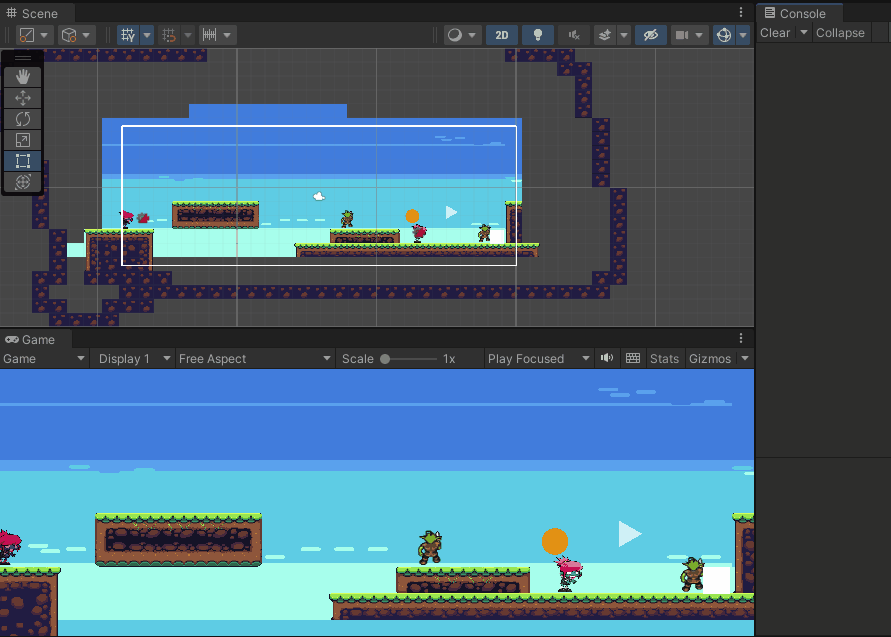 Scene
Console
2D
Clear
Collapse
Game
Game
Display 1
Free Aspect
Scale
1x
Play Focused
Stats
Gizmos